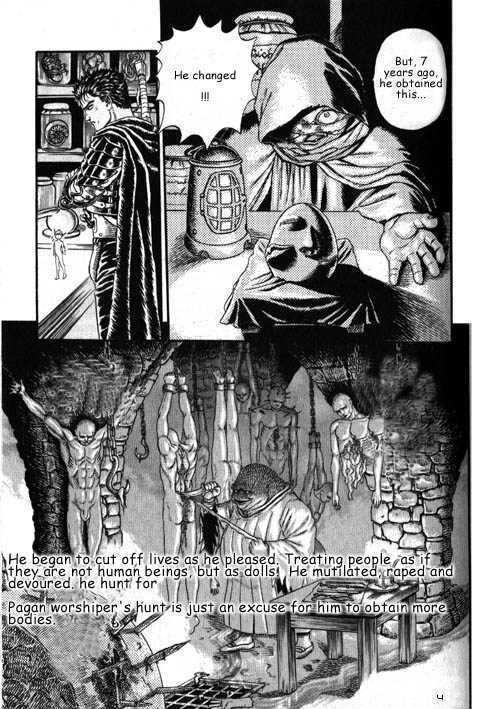 But, 7
years ago,
he obtained
this...
He changed
!!!
He began to cut off lives as he pleased. Treating people, as if
they are not human beings, but as dolls! He mutilated, raped and
devoured. he hunt for
Pagan worshiper's hunt is just an excuse for him to obtain more
bodies.
4